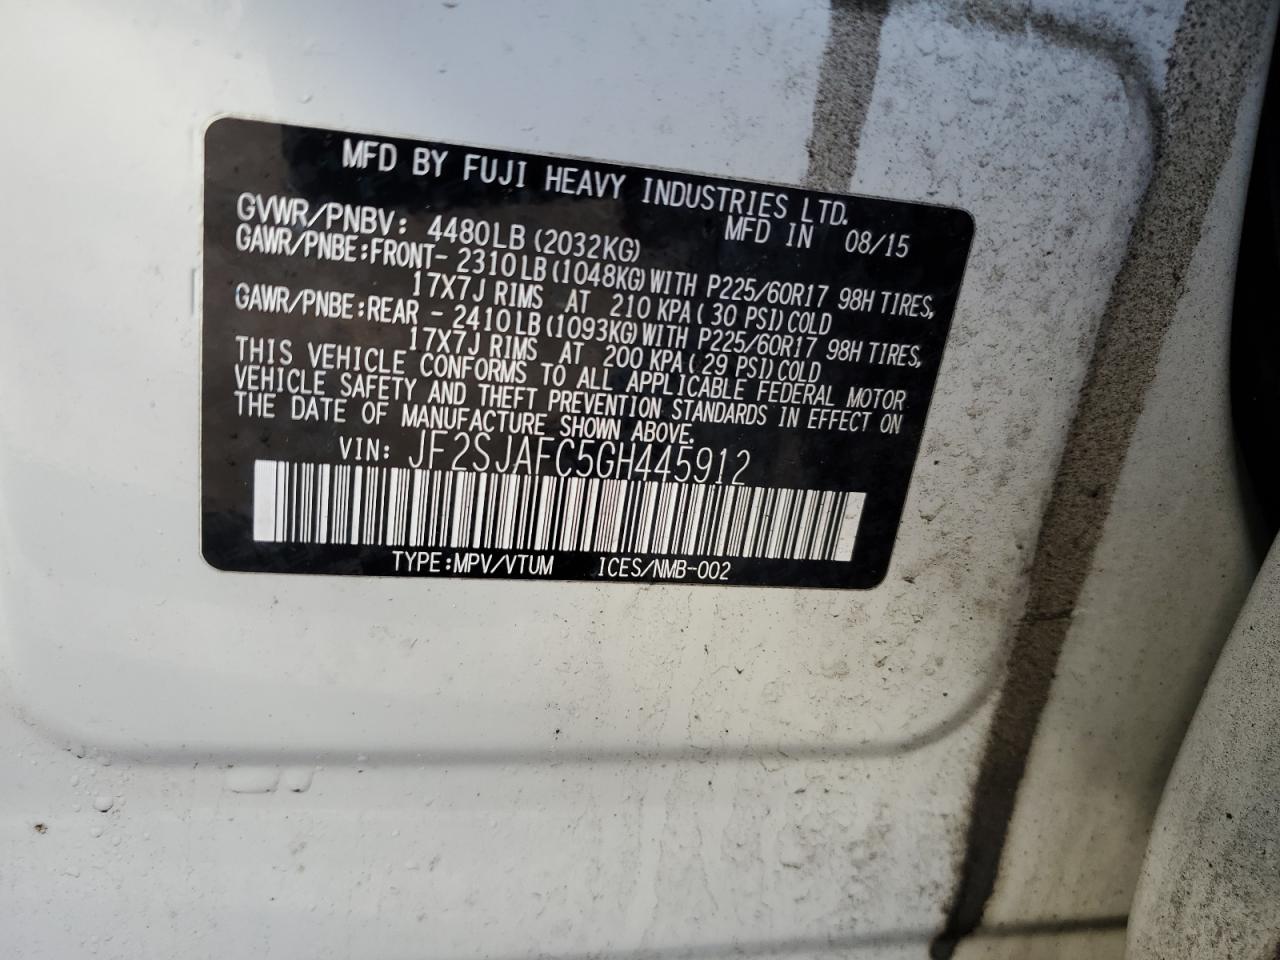 MFD BY FUJI HEAVY INDUSTRIES LTD.
GVWR/PNBV: 4480LB (2032KG) MFD IN 08/15
GAWR/PNBE:FRONT- 2310LB (1048KG) WITH P225/60R17 98H TIRES,
17X7J RIMS AT 210 KPA ( 30 PSI) COLD
GAWR/PNBE:REAR - 2410LB (1093KG) WITH P225/60R17 98H TIRES,
17X7J RIMS AT 200 KPA ( 29 PSI) COLD
THIS VEHICLE CONFORMS TO ALL APPLICABLE FEDERAL MOTOR
VEHICLE SAFETY AND THEFT PREVENTION STANDARDS IN EFFECT ON
THE DATE OF MANUFACTURE SHOWN ABOVE.
VIN: JF2SJAFC5GH445912
TYPE:MPV/VTUM ICES/NMB-002